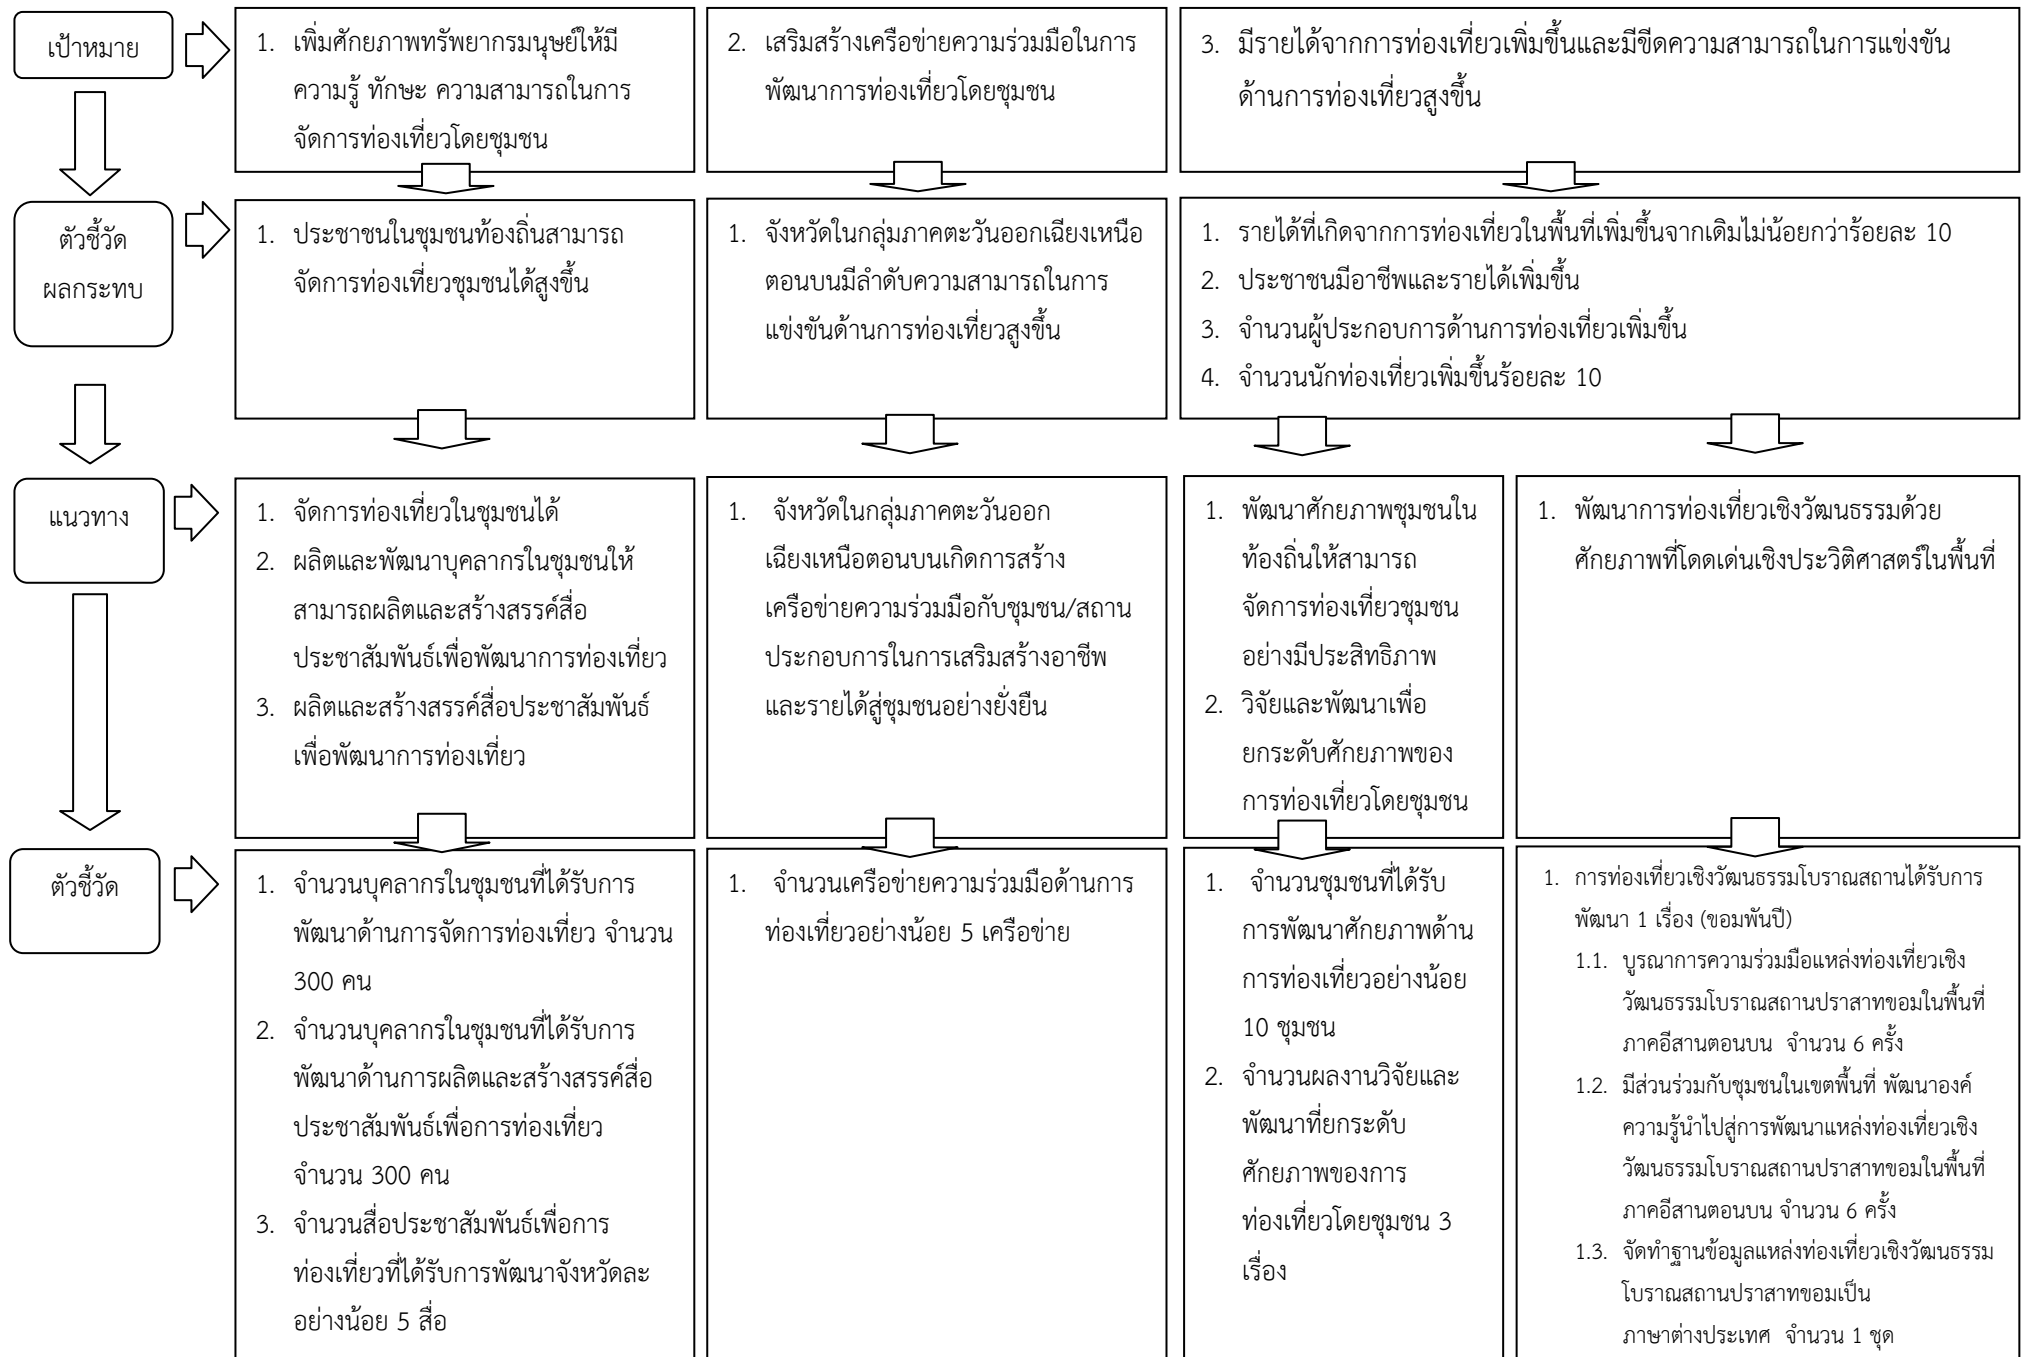 เป้าหมาย
1. เพิ่มศักยภาพทรัพยากรมนุษย์ให้มี
ความรู้ ทักษะ ความสามารถในการ
จัดการท่องเที่ยวโดยชุมชน
2. เสริมสร้างเครือข่ายความร่วมมือในการ
พัฒนาการท่องเที่ยวโดยชุมชน
3. มีรายได้จากการท่องเที่ยวเพิ่มขึ้นและมีขีดความสามารถในการแข่งขัน
ด้านการท่องเที่ยวสูงขึ้น
ตัวชี้วัด
ผลกระทบ
1. ประชาชนในชุมชนท้องถิ่นสามารถ
จัดการท่องเที่ยวชุมชนได้สูงขึ้น
1. จังหวัดในกลุ่มภาคตะวันออกเฉียงเหนือ
ตอนบนมีลำดับความสามารถในการ
แข่งขันด้านการท่องเที่ยวสูงขึ้น
1. รายได้ที่เกิดจากการท่องเที่ยวในพื้นที่เพิ่มขึ้นจากเดิมไม่น้อยกว่าร้อยละ 10
2. ประชาชนมีอาชีพและรายได้เพิ่มขึ้น
3. จำนวนผู้ประกอบการด้านการท่องเที่ยวเพิ่มขึ้น
4. จำนวนนักท่องเที่ยวเพิ่มขึ้นร้อยละ 10
แนวทาง
1. จัดการท่องเที่ยวในชุมชนได้
2. ผลิตและพัฒนาบุคลากรในชุมชนให้
สามารถผลิตและสร้างสรรค์สื่อ
ประชาสัมพันธ์เพื่อพัฒนาการท่องเที่ยว
3. ผลิตและสร้างสรรค์สื่อประชาสัมพันธ์
เพื่อพัฒนาการท่องเที่ยว
1. จังหวัดในกลุ่มภาคตะวันออก
เฉียงเหนือตอนบนเกิดการสร้าง
เครือข่ายความร่วมมือกับชุมชน/สถาน
ประกอบการในการเสริมสร้างอาชีพ
และรายได้สู่ชุมชนอย่างยั่งยืน
1. พัฒนาศักยภาพชุมชนใน
ท้องถิ่นให้สามารถ
จัดการท่องเที่ยวชุมชน
อย่างมีประสิทธิภาพ
2. วิจัยและพัฒนาเพื่อ
ยกระดับศักยภาพของ
การท่องเที่ยวโดยชุมชน
1. พัฒนาการท่องเที่ยวเชิงวัฒนธรรมด้วย
ศักยภาพที่โดดเด่นเชิงประวิติศาสตร์ในพื้นที่
ตัวชี้วัด
1. จำนวนบุคลากรในชุมชนที่ได้รับการ
พัฒนาด้านการจัดการท่องเที่ยว จำนวน
300 คน
2. จำนวนบุคลากรในชุมชนที่ได้รับการ
พัฒนาด้านการผลิตและสร้างสรรค์สื่อ
ประชาสัมพันธ์เพื่อการท่องเที่ยว
จำนวน 300 คน
3. จำนวนสื่อประชาสัมพันธ์เพื่อการ
ท่องเที่ยวที่ได้รับการพัฒนาจังหวัดละ
อย่างน้อย 5 สื่อ
1. จำนวนเครือข่ายความร่วมมือด้านการ
ท่องเที่ยวอย่างน้อย 5 เครือข่าย
1. จำนวนชุมชนที่ได้รับ
การพัฒนาศักยภาพด้าน
การท่องเที่ยวอย่างน้อย
10 ชุมชน
2. จำนวนผลงานวิจัยและ
พัฒนาที่ยกระดับ
ศักยภาพของการ
ท่องเที่ยวโดยชุมชน 3
เรื่อง
1. การท่องเที่ยวเชิงวัฒนธรรมโบราณสถานได้รับการ
พัฒนา 1 เรื่อง (ขอมพันปี)
1.1. บูรณาการความร่วมมือแหล่งท่องเที่ยวเชิง
วัฒนธรรมโบราณสถานปราสาทขอมในพื้นที่
ภาคอีสานตอนบน จำนวน 6 ครั้ง
1.2. มีส่วนร่วมกับชุมชนในเขตพื้นที่ พัฒนาองค์
ความรู้นำไปสู่การพัฒนาแหล่งท่องเที่ยวเชิง
วัฒนธรรมโบราณสถานปราสาทขอมในพื้นที่
ภาคอีสานตอนบน จำนวน 6 ครั้ง
1.3. จัดทำฐานข้อมูลแหล่งท่องเที่ยวเชิงวัฒนธรรม
โบราณสถานปราสาทขอมเป็น
ภาษาต่างประเทศ จำนวน 1 ชุด